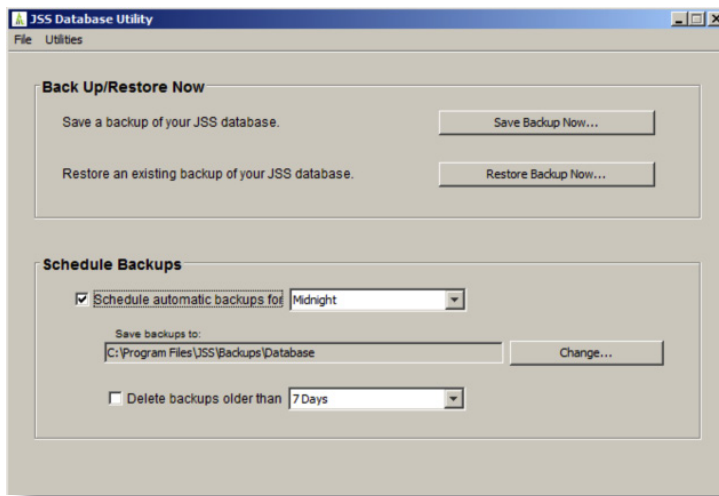 JSS Database Utility
File Utilities
Back Up/Restore Now
Save a backup of your JSS database.
Save Backup Now...
Restore an existing backup of your JSS database.
Restore Backup Now...
Schedule Backups
Schedule automatic backups for Midnight
Save backups to:
C:\Program Files\JSS\Backups\Database
Change...
Delete backups older than 7 Days